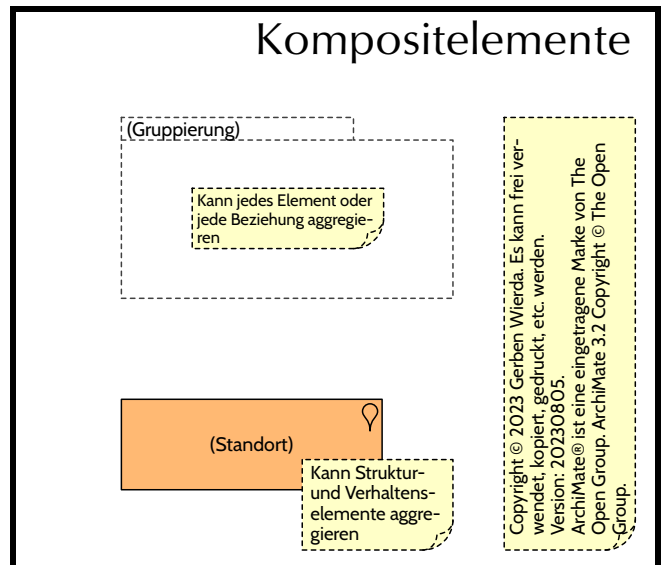 Kompositelemente
(Gruppierung)
Kann jedes Element oder
jede Beziehung aggregie-
ren
(Standort)
Kann Struktur-
und Verhaltens-
elemente aggre-
gieren
Copyright © 2023 Gerben Wierda. Es kann frei ver-
wendet, kopiert, gedruckt, etc. werden.
Version: 20230805.
ArchiMate® ist eine eingetragene Marke von The
Open Group. ArchiMate 3.2 Copyright © The Open
Group.